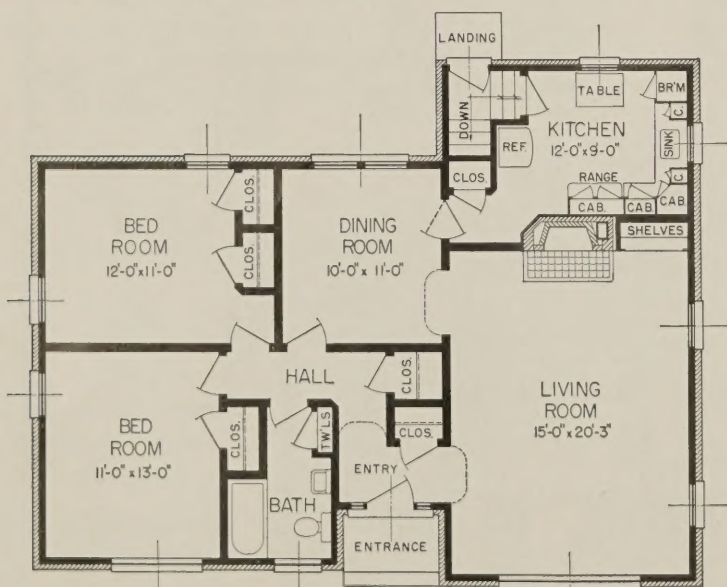 LANDING
TABLE
BR'M
DOWN
REF.
KITCHEN
12'-0"x9'-0"
C.
SINK
C.
CLOS.
RANGE
CAB.
CAB.
CAB.
SHELVES
BED
ROOM
12'-0"x11'-0"
CLOS.
CLOS.
DINING
ROOM
10'-0" x 11'-0"
HALL
CLOS.
LIVING
ROOM
15'-0" x 20'-3"
BED
ROOM
11'-0" x 13'-0"
CLOS.
TW'LS
CLOS.
BATH
ENTRY
ENTRANCE